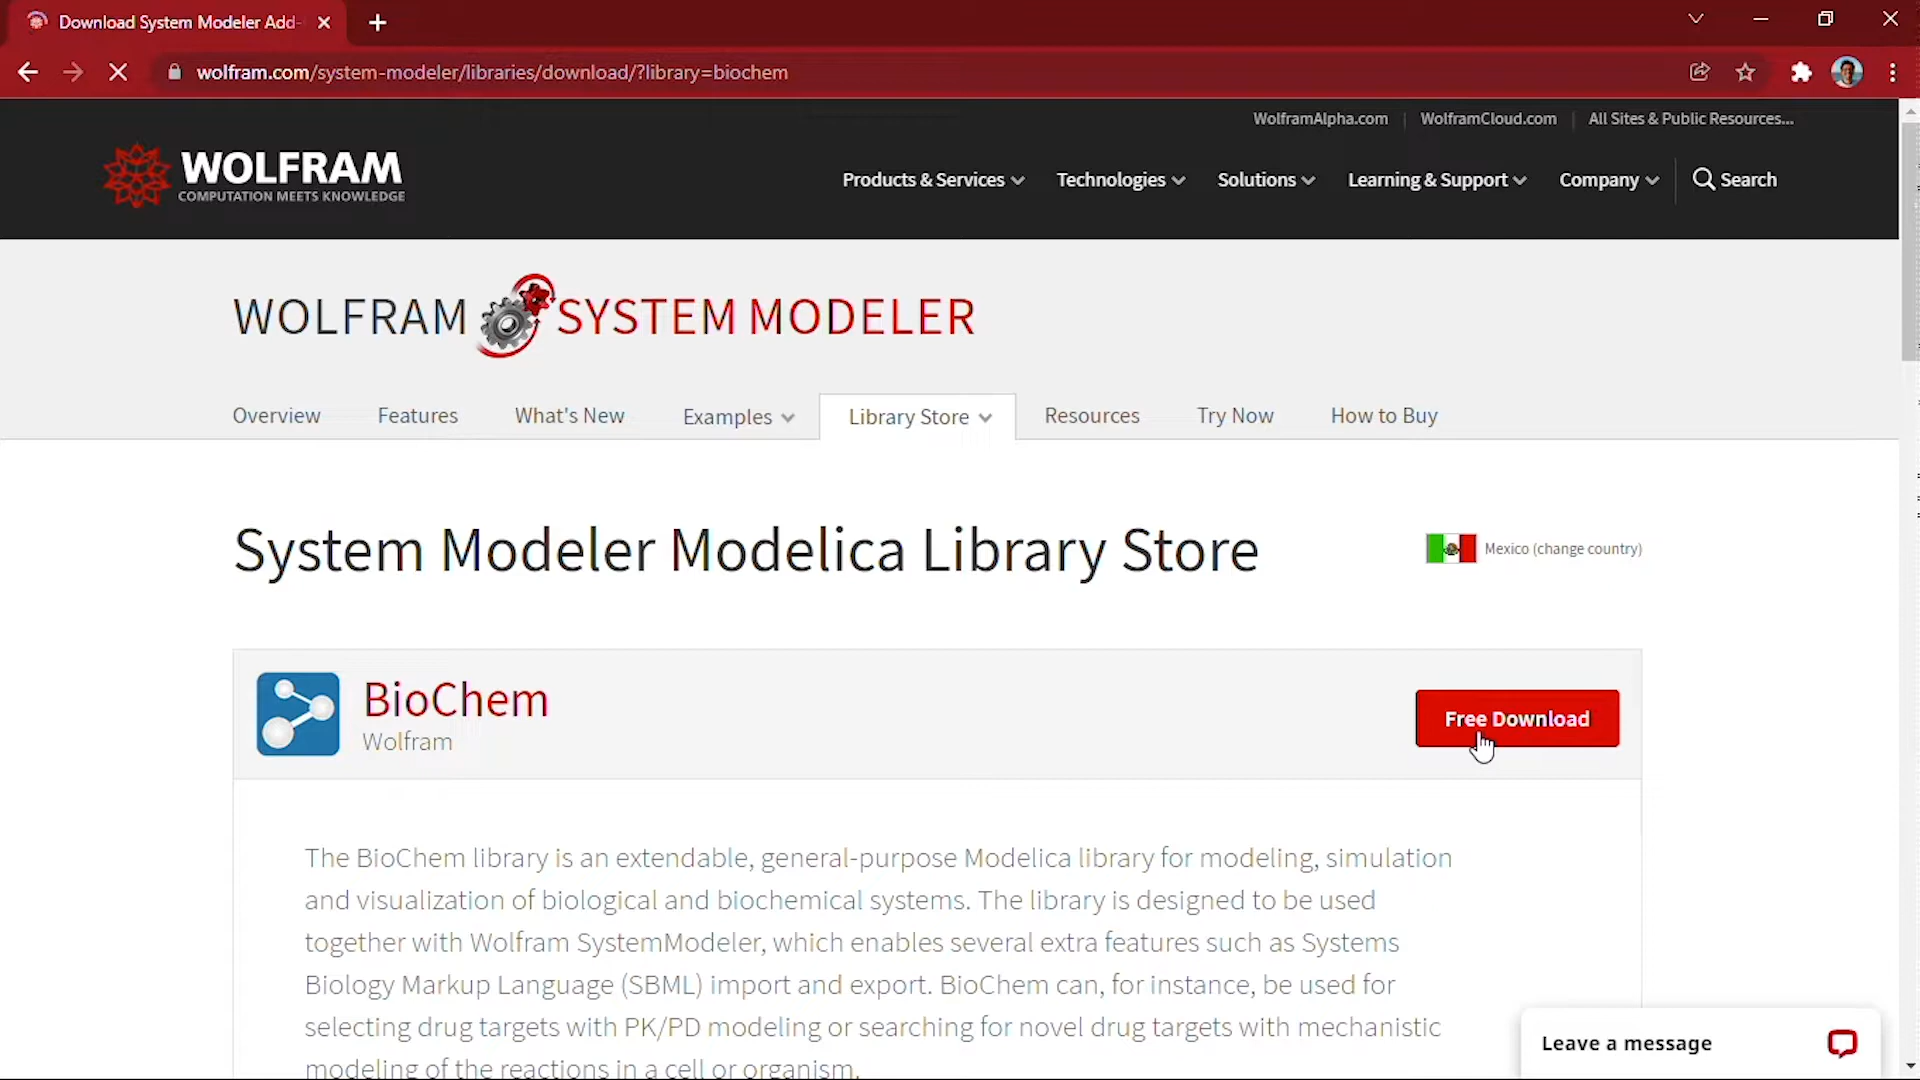 Download System Modeler Add-
wolfram.com/system-modeler/libraries/download/?library=biochem
WolframAlpha.com
WolframCloud.com
All Sites & Public Resources...
WOLFRAM
COMPUTATION MEETS KNOWLEDGE
Products & Services
Technologies
Solutions
Learning & Support
Company
Search
WOLFRAM SYSTEM MODELER
Overview
Features
What's New
Examples
Library Store
Resources
Try Now
How to Buy
System Modeler Modelica Library Store
Mexico (change country)
BioChem
Wolfram
Free Download
The BioChem library is an extendable, general-purpose Modelica library for modeling, simulation
and visualization of biological and biochemical systems. The library is designed to be used
together with Wolfram SystemModeler, which enables several extra features such as Systems
Biology Markup Language (SBML) import and export. BioChem can, for instance, be used for
selecting drug targets with PK/PD modeling or searching for novel drug targets with mechanistic
modeling of the reactions in a cell or organism.
Leave a message